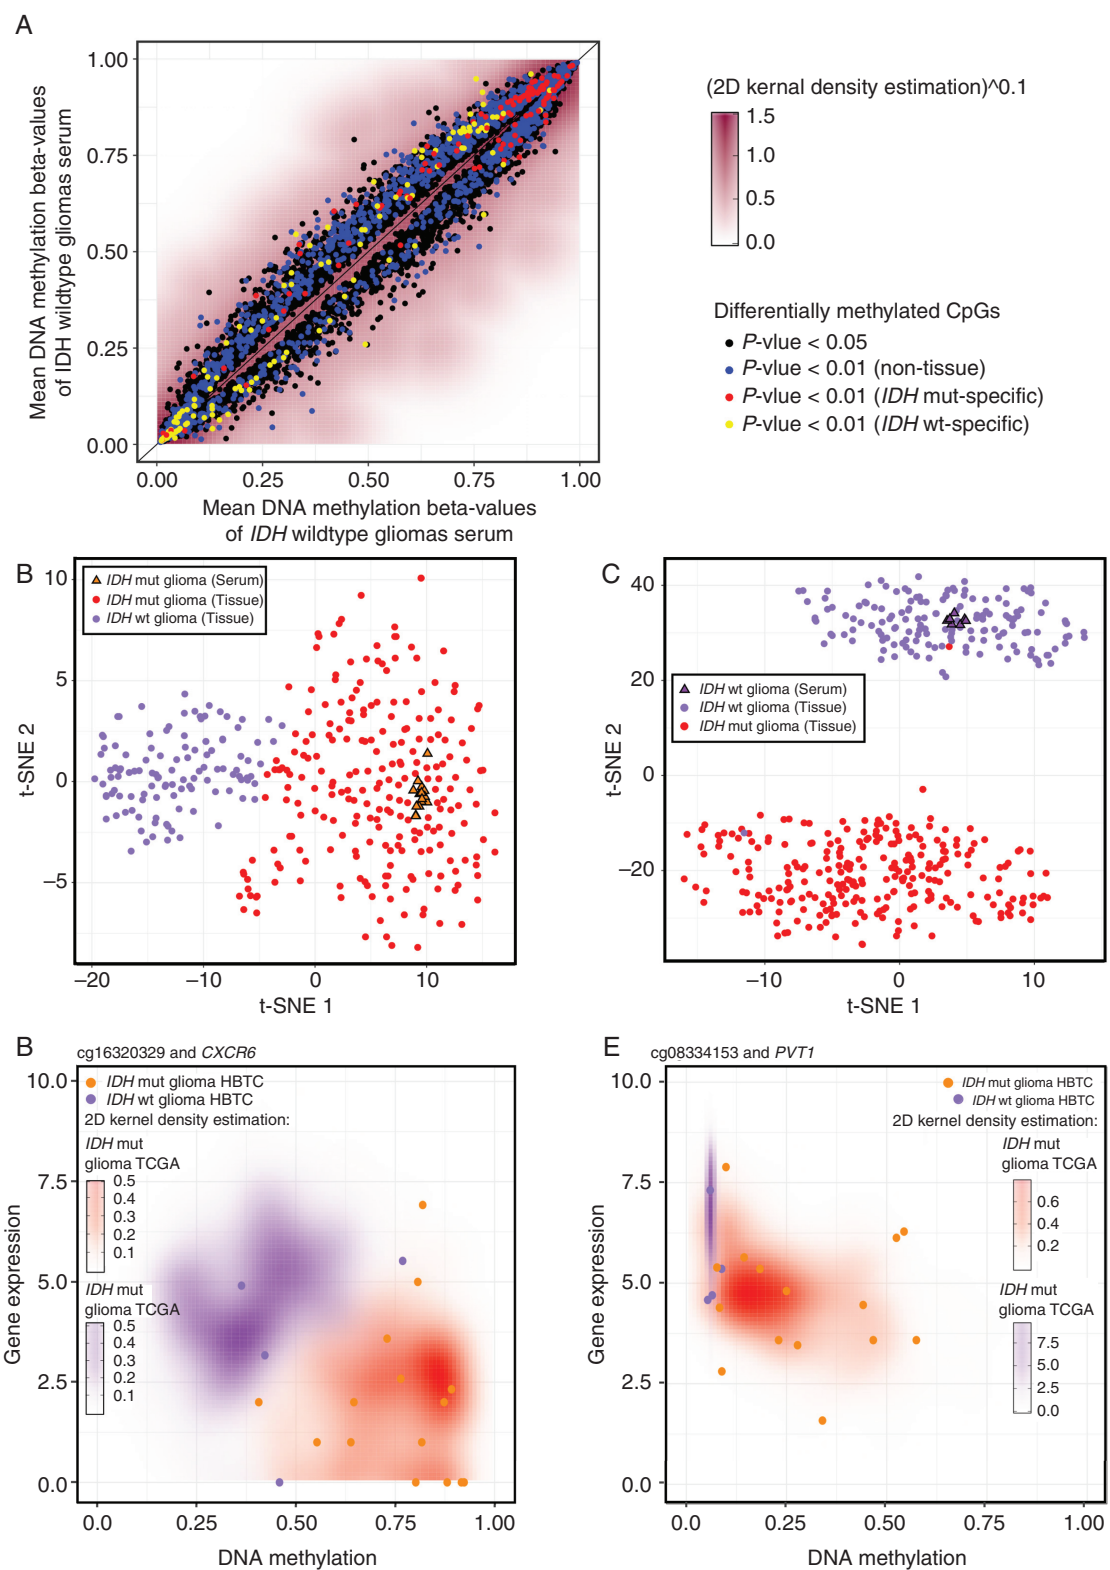 A
Mean DNA methylation beta-values
of IDH wildtype gliomas serum
1.00
0.75
0.50
0.25
0.00
0.00 0.25 0.50 0.75 1.00
Mean DNA methylation beta-values
of IDH wildtype gliomas serum
(2D kernal density estimation)^0.1
1.5
1.0
0.5
0.0
Differentially methylated CpGs
P-vlue < 0.05
P-vlue < 0.01 (non-tissue)
P-vlue < 0.01 (IDH mut-specific)
P-vlue < 0.01 (IDH wt-specific)
B
IDH mut glioma (Serum)
IDH mut glioma (Tissue)
IDH wt glioma (Tissue)
t-SNE 2
10
5
0
−5
−20 −10 0 10
t-SNE 1
C
IDH wt glioma (Serum)
IDH wt glioma (Tissue)
IDH mut glioma (Tissue)
t-SNE 2
40
20
0
−20
−10 0 10
t-SNE 1
B
cg16320329 and CXCR6
IDH mut glioma HBTC
IDH wt glioma HBTC
2D kernel density estimation:
IDH mut
glioma TCGA
0.5
0.4
0.3
0.2
0.1
IDH mut
glioma TCGA
0.5
0.4
0.3
0.2
0.1
Gene expression
10.0
7.5
5.0
2.5
0.0
0.0 0.25 0.50 0.75 1.00
DNA methylation
E
cg08334153 and PVT1
IDH mut glioma HBTC
IDH wt glioma HBTC
2D kernel density estimation:
IDH mut
glioma TCGA
0.6
0.4
0.2
IDH mut
glioma TCGA
7.5
5.0
2.5
0.0
Gene expression
10.0
7.5
5.0
2.5
0.0
0.0 0.25 0.50 0.75 1.00
DNA methylation